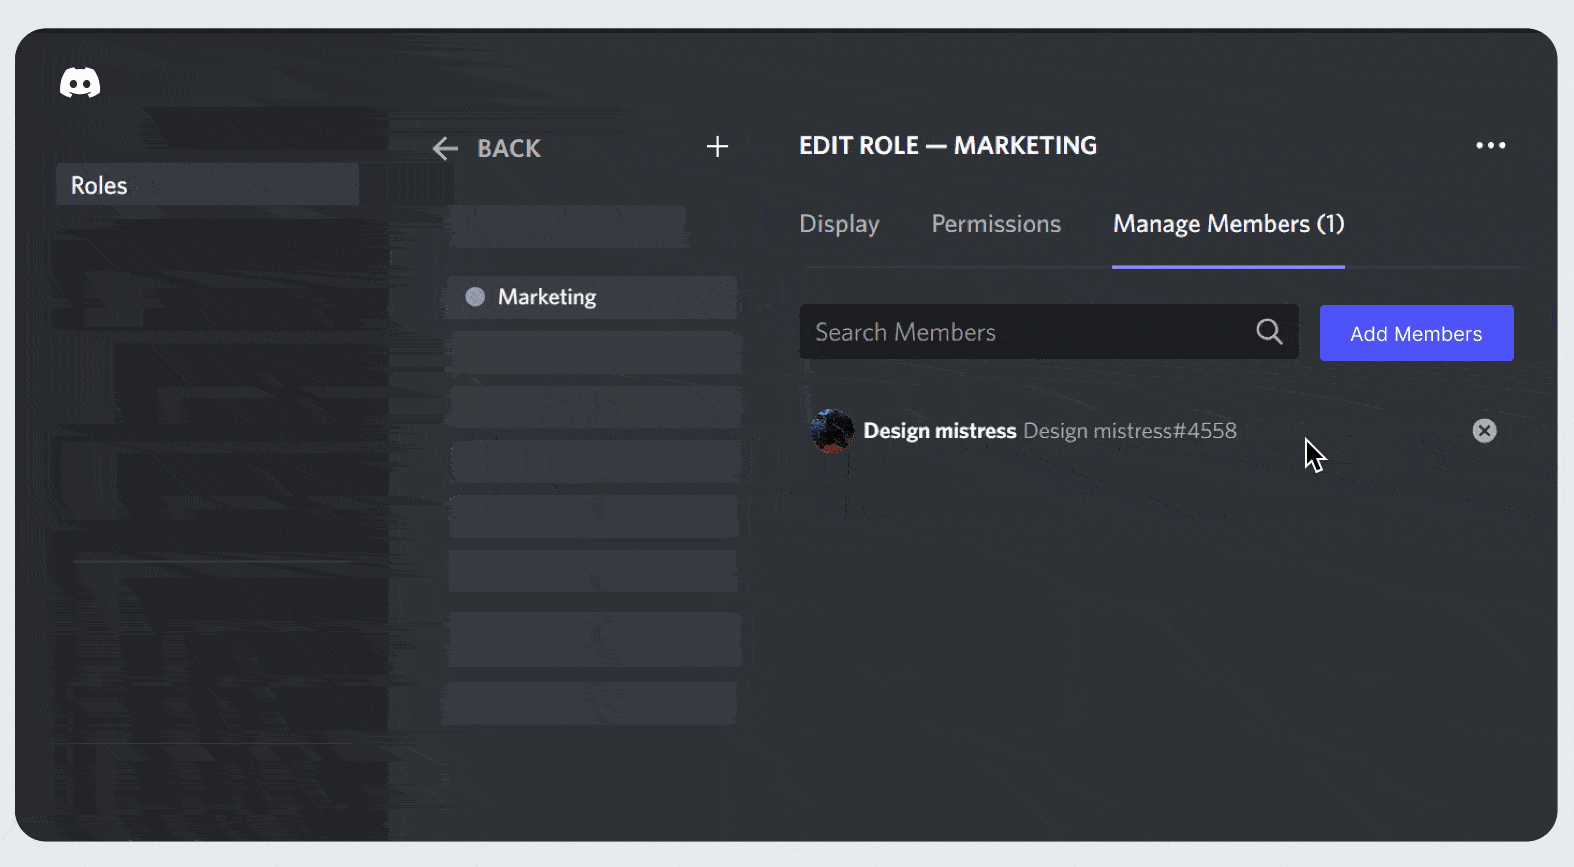 Roles
BACK
Marketing
EDIT ROLE — MARKETING
Display Permissions Manage Members (1)
Search Members Add Members
Design mistress Design mistress#4558